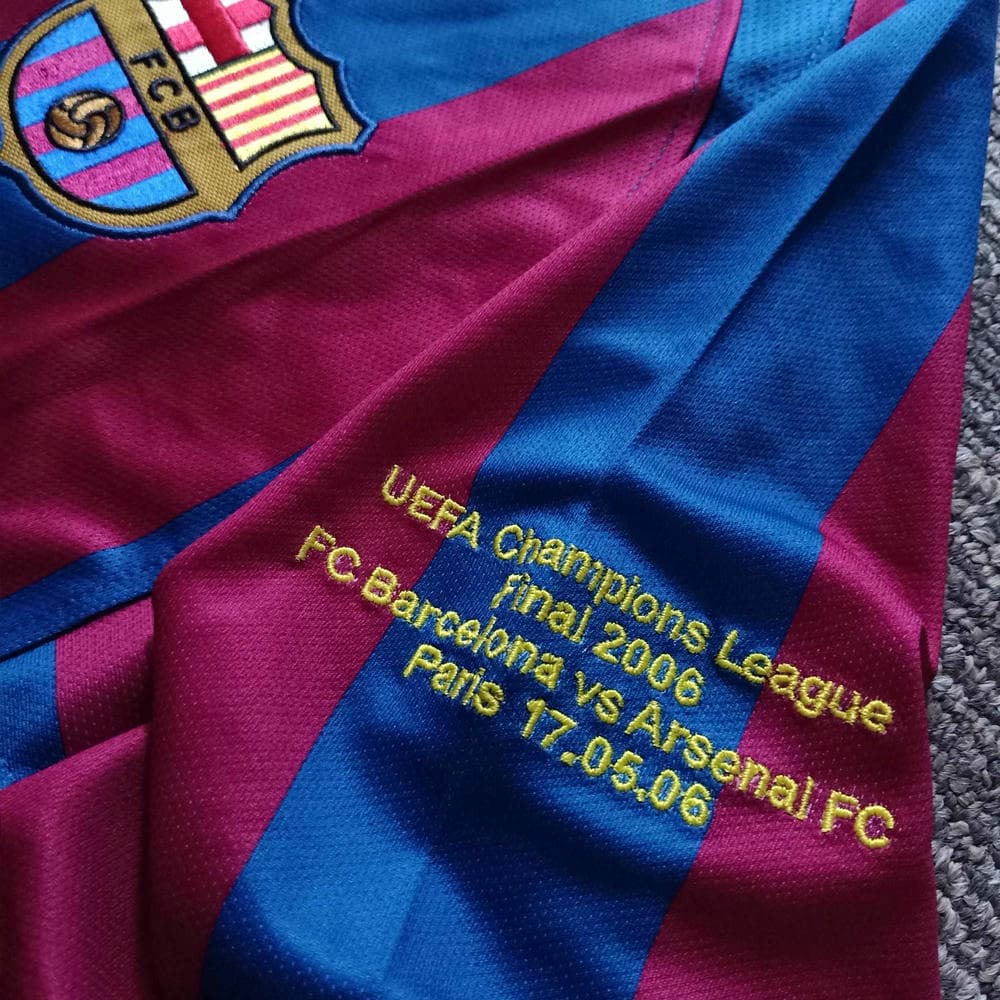 FCB
UEFA Champions League
final 2006
FC Barcelona vs Arsenal FC
Paris 17.05.06